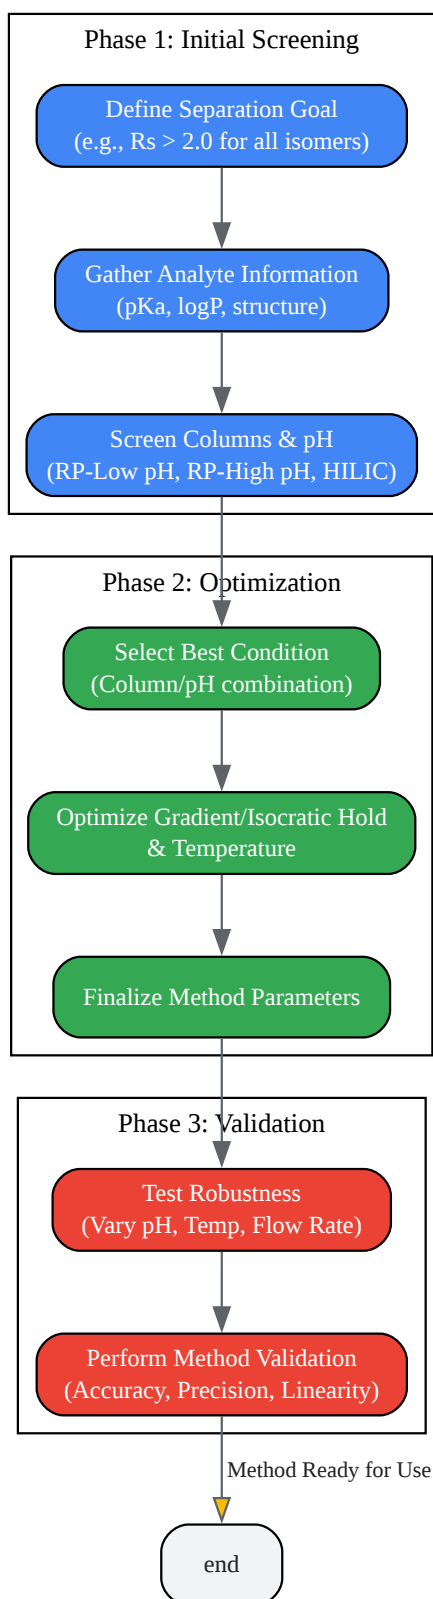 Phase 1: Initial Screening
Define Separation Goal
(e.g., Rs > 2.0 for all isomers)
Gather Analyte Information
(pKa, logP, structure)
Screen Columns & pH
(RP-Low pH, RP-High pH, HILIC)
Phase 2: Optimization
Select Best Condition
(Column/pH combination)
Optimize Gradient/Isocratic Hold
& Temperature
Finalize Method Parameters
Phase 3: Validation
Test Robustness
(Vary pH, Temp, Flow Rate)
Perform Method Validation
(Accuracy, Precision, Linearity)
Method Ready for Use
end